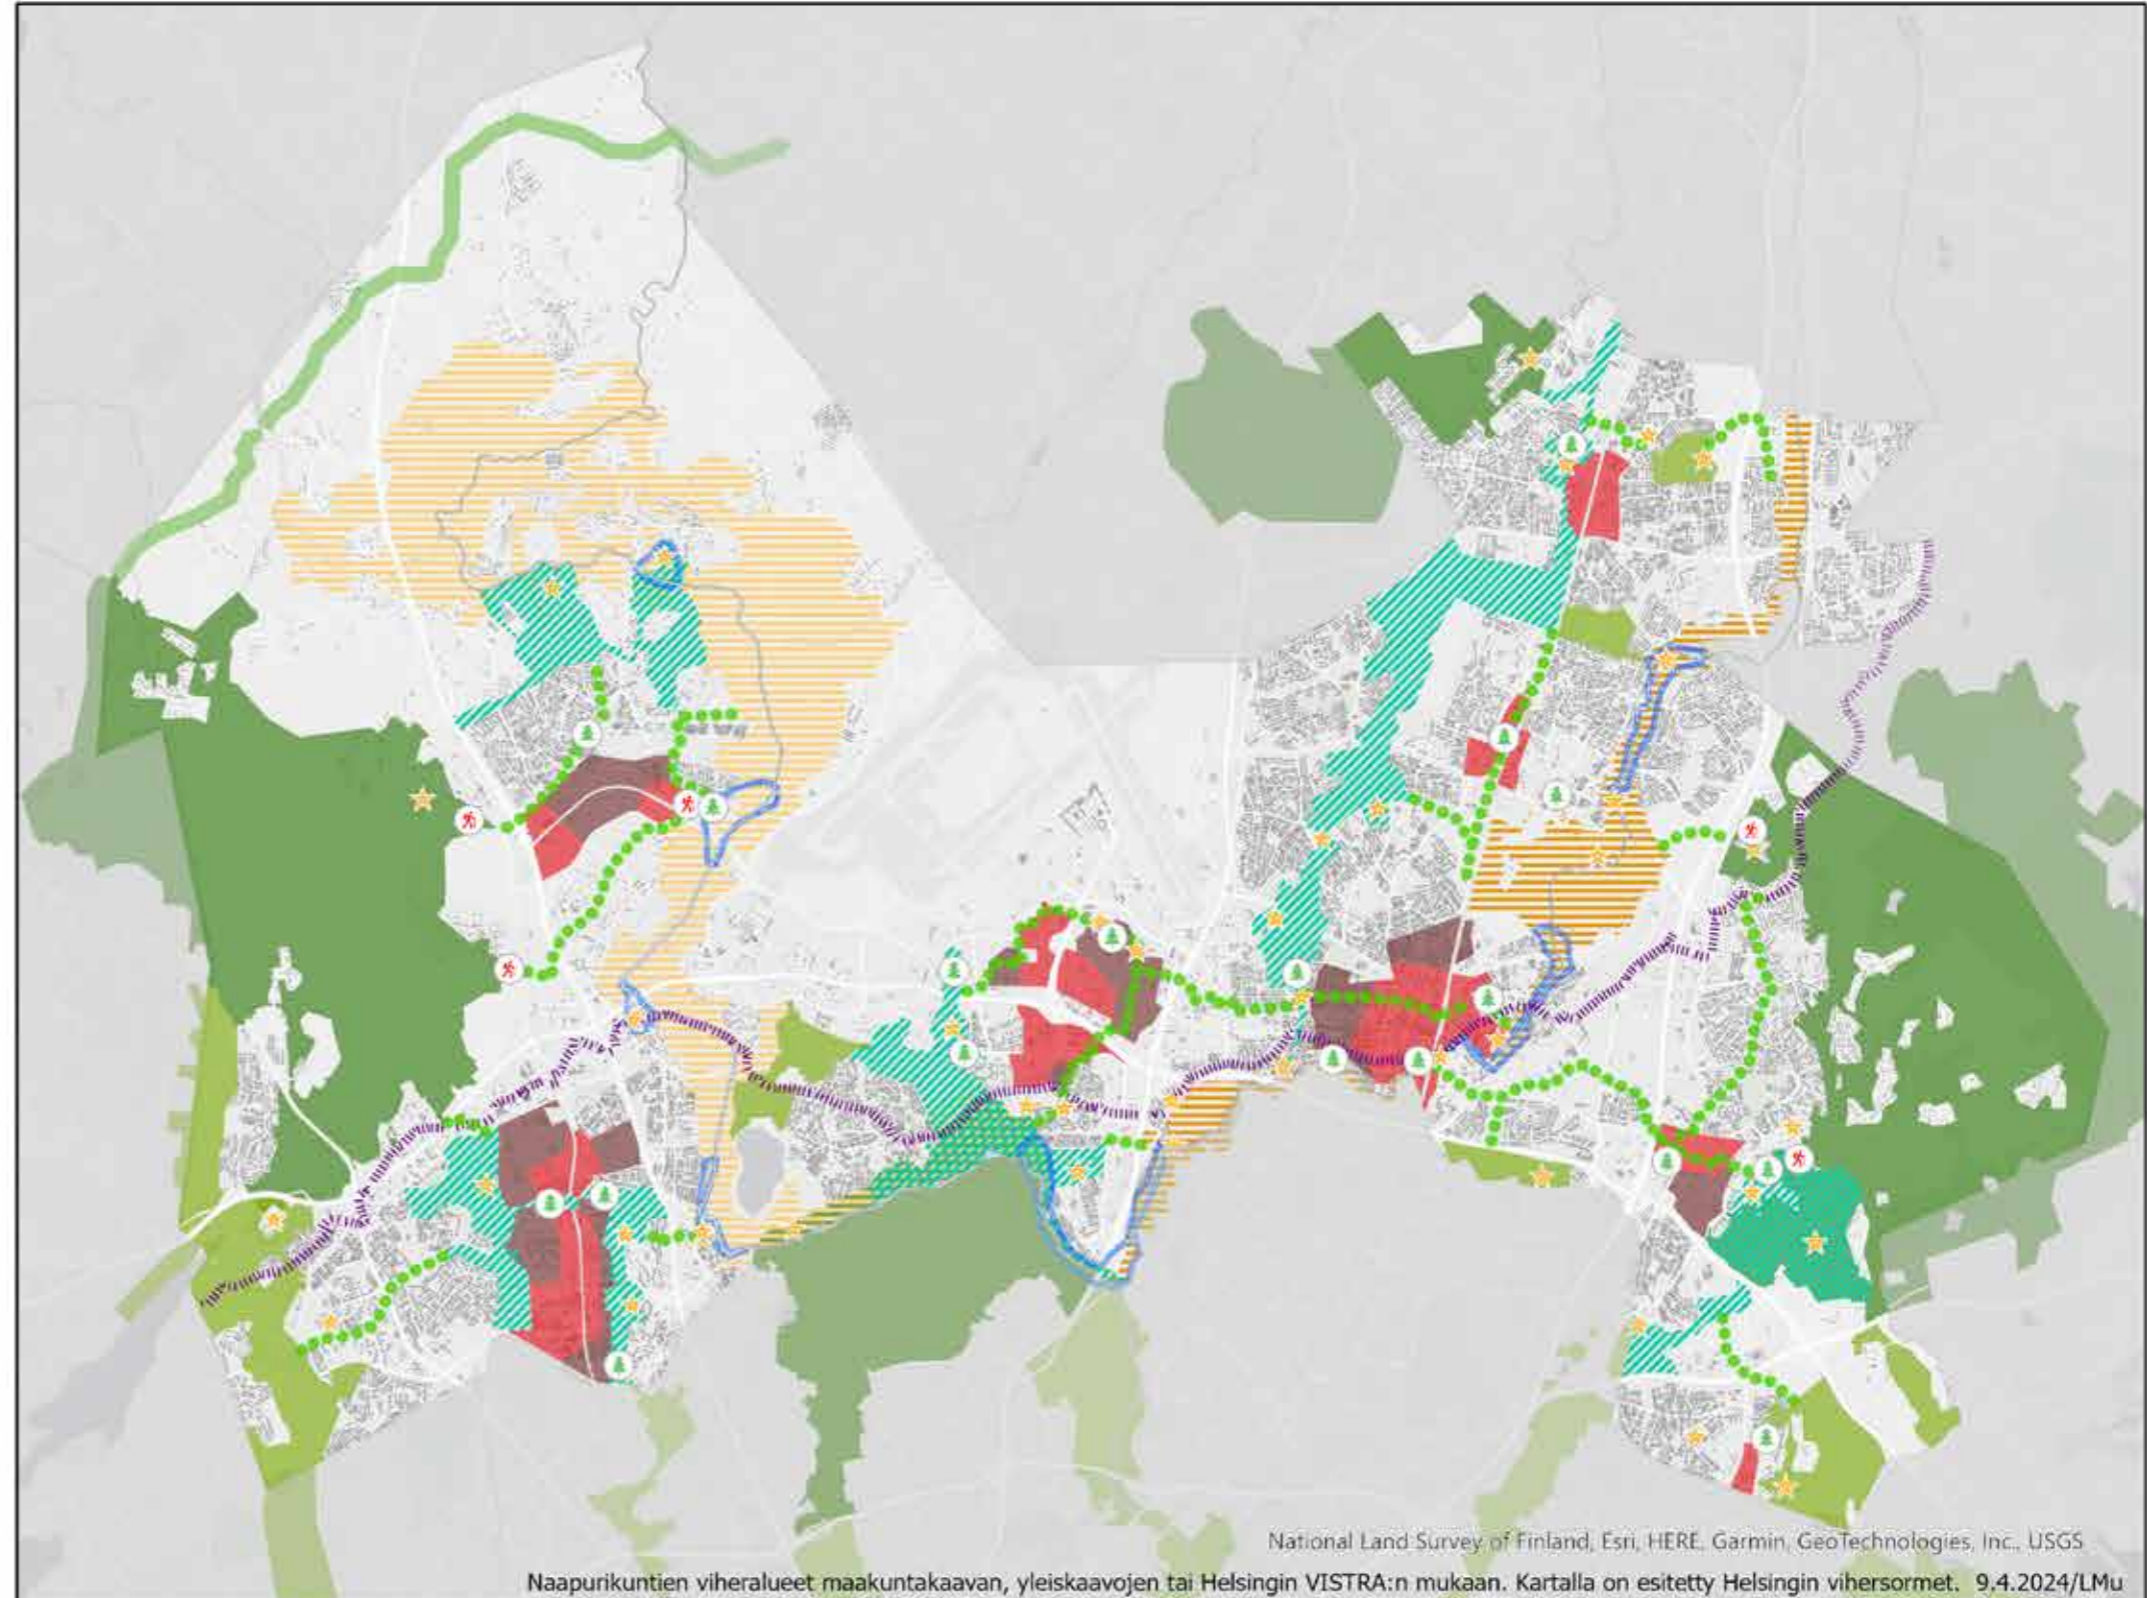 National Land Survey of Finland, Esri, HERE, Garmin, GeoTechnologies, Inc., USGS
Naapurikuntien viheralueet maakuntakaavan, yleiskaavojen tai Helsingin VISTRA:n mukaan. Kartalla on esitetty Helsingin vihersormet. 9.4.2024/LMu